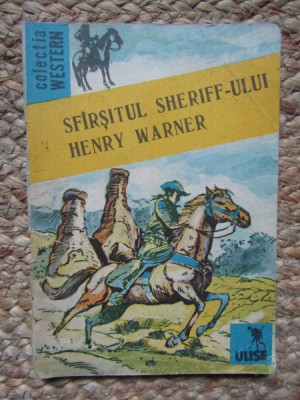 colecția
WESTERN
SFÎRȘITUL SHERIFF-ULUI
HENRY WARNER
ULISE